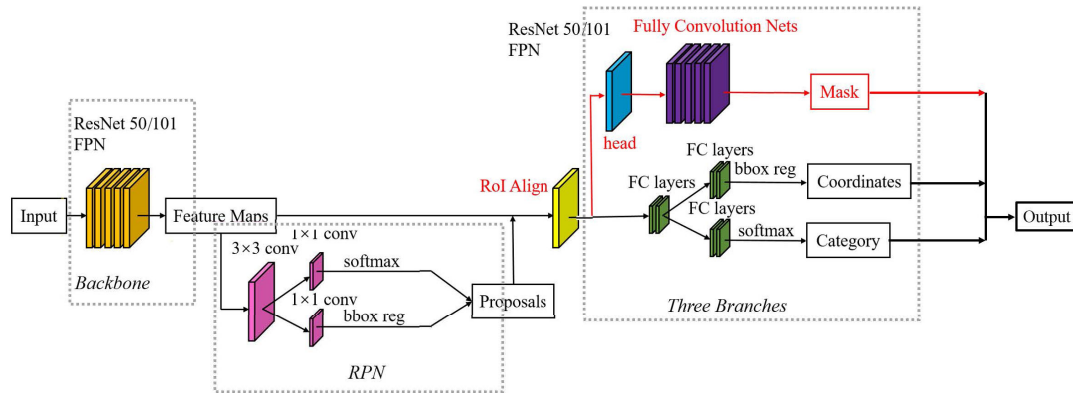 ResNet 50/101
FPN
Input
Backbone
Feature Maps
3×3 conv
1×1 conv
softmax
1×1 conv
bbox reg
Proposals
RPN
RoI Align
ResNet 50/101
FPN
Fully Convolution Nets
head
Mask
FC layers
FC layers
bbox reg
Coordinates
FC layers
softmax
Category
Three Branches
Output